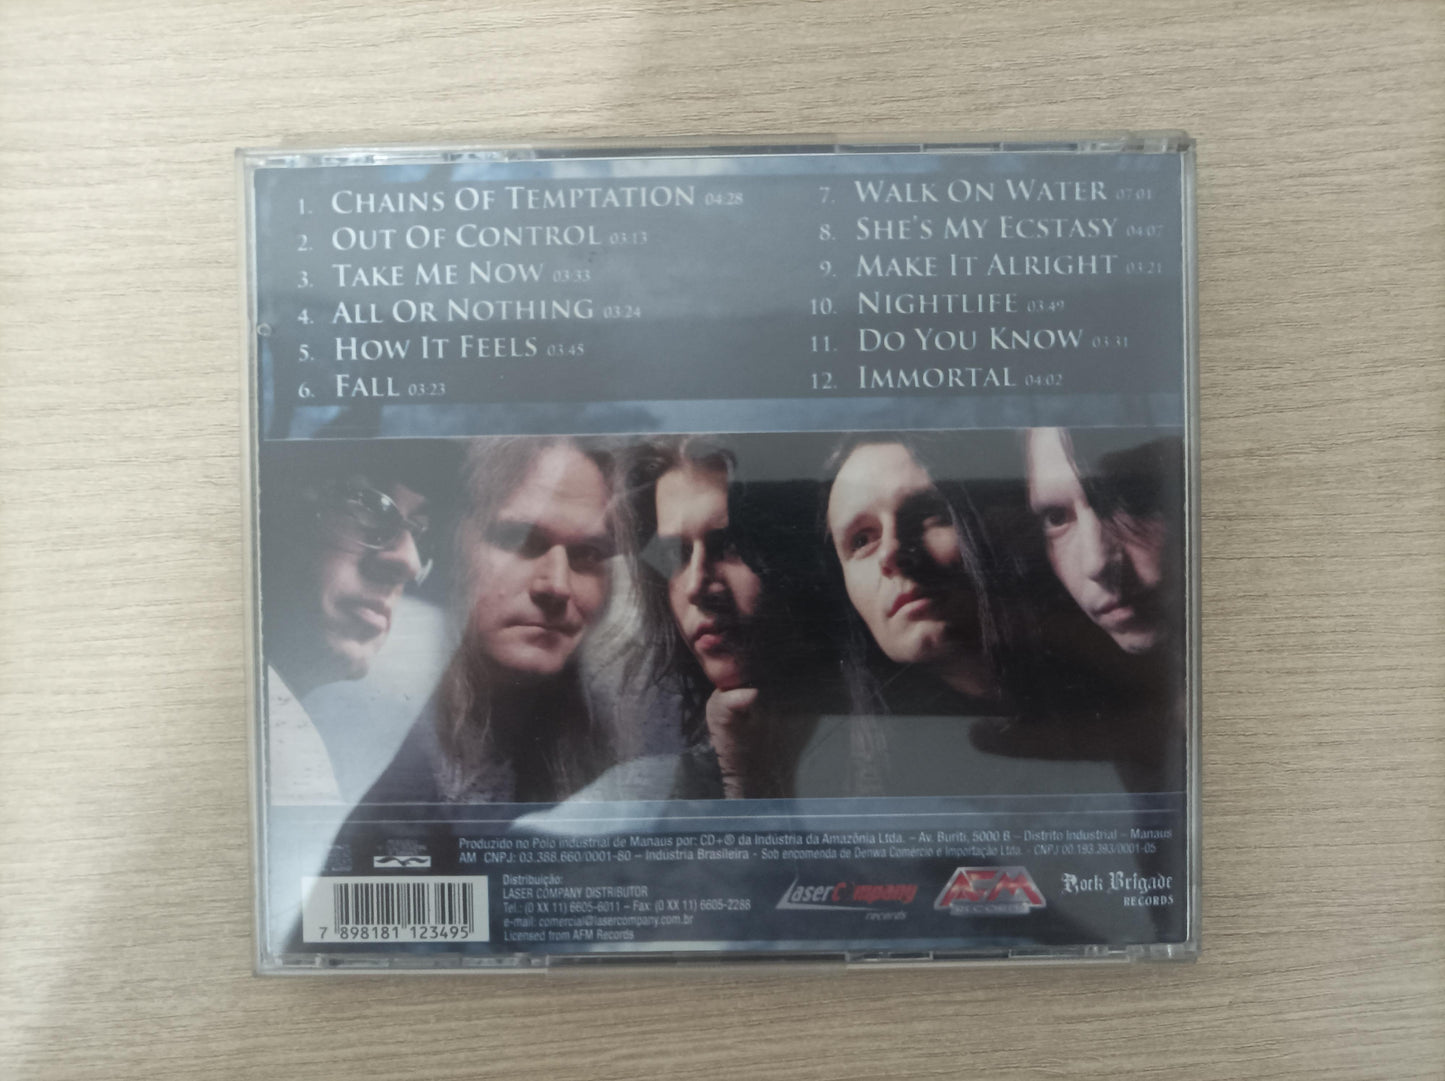 1. CHAINS OF TEMPTATION 04:28
2. OUT OF CONTROL 03:13
3. TAKE ME NOW 03:33
4. ALL OR NOTHING 03:24
5. HOW IT FEELS 03:45
6. FALL 03:23
7. WALK ON WATER 07:01
8. SHE'S MY ECSTASY 04:07
9. MAKE IT ALRIGHT 03:21
10. NIGHTLIFE 03:49
11. DO YOU KNOW 03:31
12. IMMORTAL 04:02
Produzido no Polo Industrial de Manaus por: CD+® da Indústria da Amazônia Ltda. – Av. Buriti, 5000 B – Distrito Industrial – Manaus
AM CNPJ: 03.388.660/0001-80 – Indústria Brasileira - Sob encomenda de Denwa Comércio e Importação Ltda. - CNPJ 00.193.393/0001-05
Distribuição:
LASER COMPANY DISTRIBUTOR
Tel.: (0 XX 11) 6605-6011 – Fax: (0 XX 11) 6605-2288
e-mail: comercial@lasercompany.com.br
Licensed from AFM Records
7 898181 123495
Laser Company
records
AFM
RECORDS
Rock Brigade
RECORDS